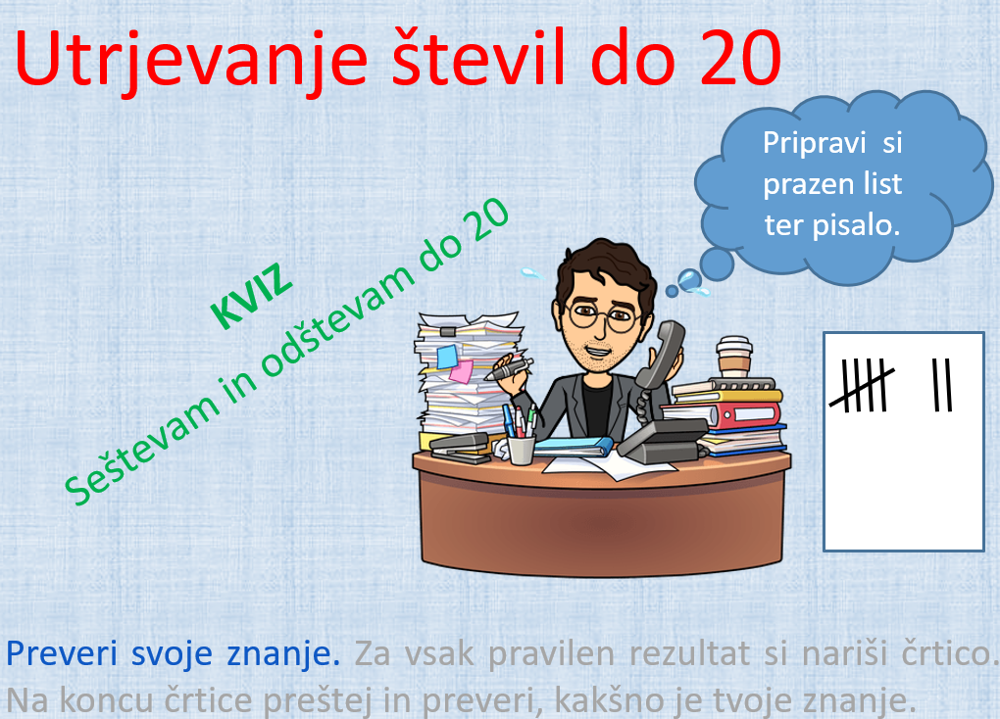 Utrjevanje števil do 20
Pripravi si
prazen list
ter pisalo.
KVIZ
Seštevam in odštevam do 20
Preveri svoje znanje. Za vsak pravilen rezultat si nariši črtico.
Na koncu črtice preštej in preveri, kakšno je tvoje znanje.